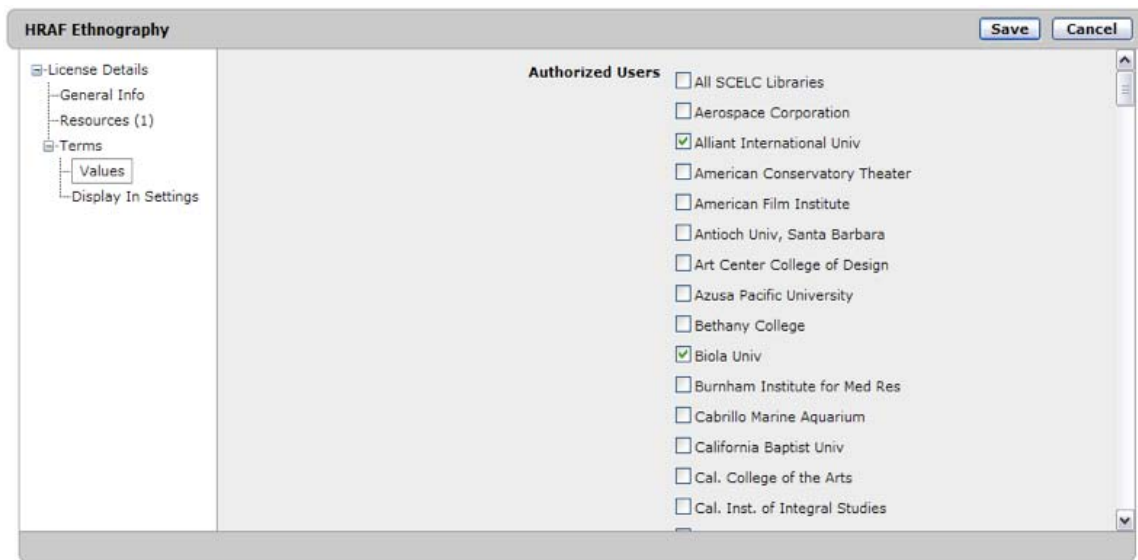 HRAF Ethnography
Save Cancel
License Details
General Info
Resources (1)
Terms
Values
Display In Settings
Authorized Users
All SCELC Libraries
Aerospace Corporation
Alliant International Univ
American Conservatory Theater
American Film Institute
Antioch Univ, Santa Barbara
Art Center College of Design
Azusa Pacific University
Bethany College
Biola Univ
Burnham Institute for Med Res
Cabrillo Marine Aquarium
California Baptist Univ
Cal. College of the Arts
Cal. Inst. of Integral Studies